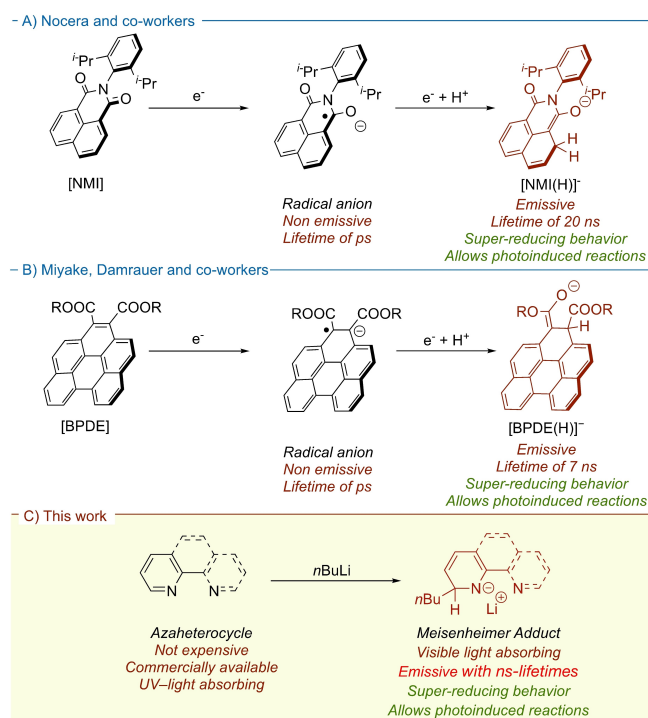 A) Nocera and co-workers
i-Pr
N
i-Pr
O
O
[NMI]
e-
i-Pr
N
i-Pr
O
O
•
⊖
Radical anion
Non emissive
Lifetime of ps
e- + H+
i-Pr
N
i-Pr
O
O
⊖
H
H
[NMI(H)]-
Emissive
Lifetime of 20 ns
Super-reducing behavior
Allows photoinduced reactions
B) Miyake, Damrauer and co-workers
ROOC COOR
[BPDE]
e-
ROOC COOR
•
⊖
Radical anion
Non emissive
Lifetime of ps
e- + H+
O
⊖
RO
COOR
H
[BPDE(H)]−
Emissive
Lifetime of 7 ns
Super-reducing behavior
Allows photoinduced reactions
C) This work
N N
Azaheterocycle
Not expensive
Commercially available
UV–light absorbing
nBuLi
nBu
H
N⊖ N
Li⊕
Meisenheimer Adduct
Visible light absorbing
Emissive with ns-lifetimes
Super-reducing behavior
Allows photoinduced reactions